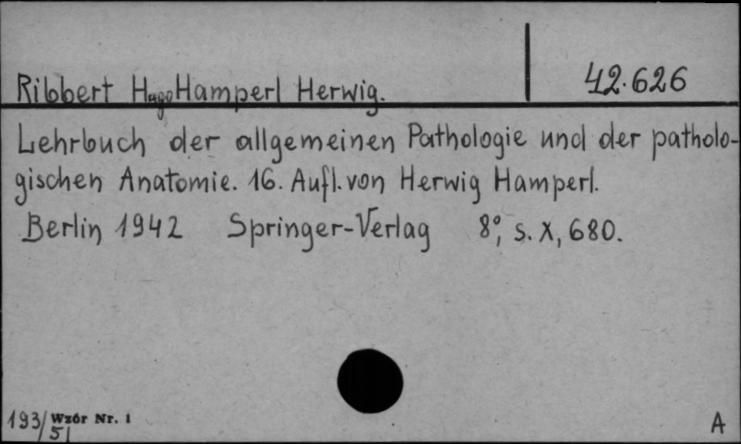 Ribbert Hugo Hamperl Herwig. 42.626
Lehrbuch der allgemeinen Pathologie und der patholo-
gischen Anatomie. 16. Aufl. von Herwig Hamperl.
Berlin 1942 Springer-Verlag 8°, S. X, 680.
193/51 Wzór Nr. 1 A